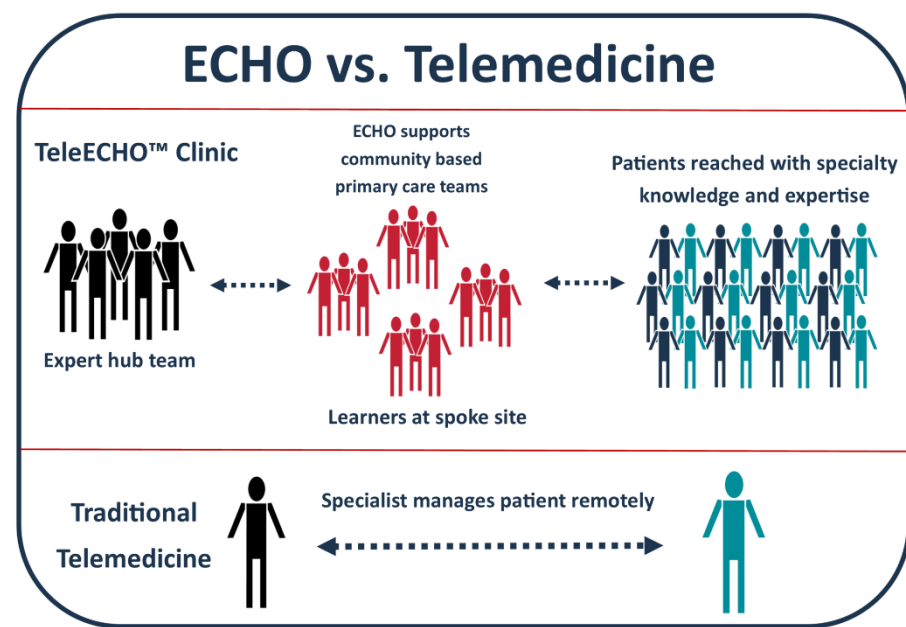 ECHO vs. Telemedicine
TeleECHO™ Clinic
ECHO supports
community based
primary care teams
Patients reached with specialty
knowledge and expertise
Expert hub team
Learners at spoke site
Traditional
Telemedicine
Specialist manages patient remotely